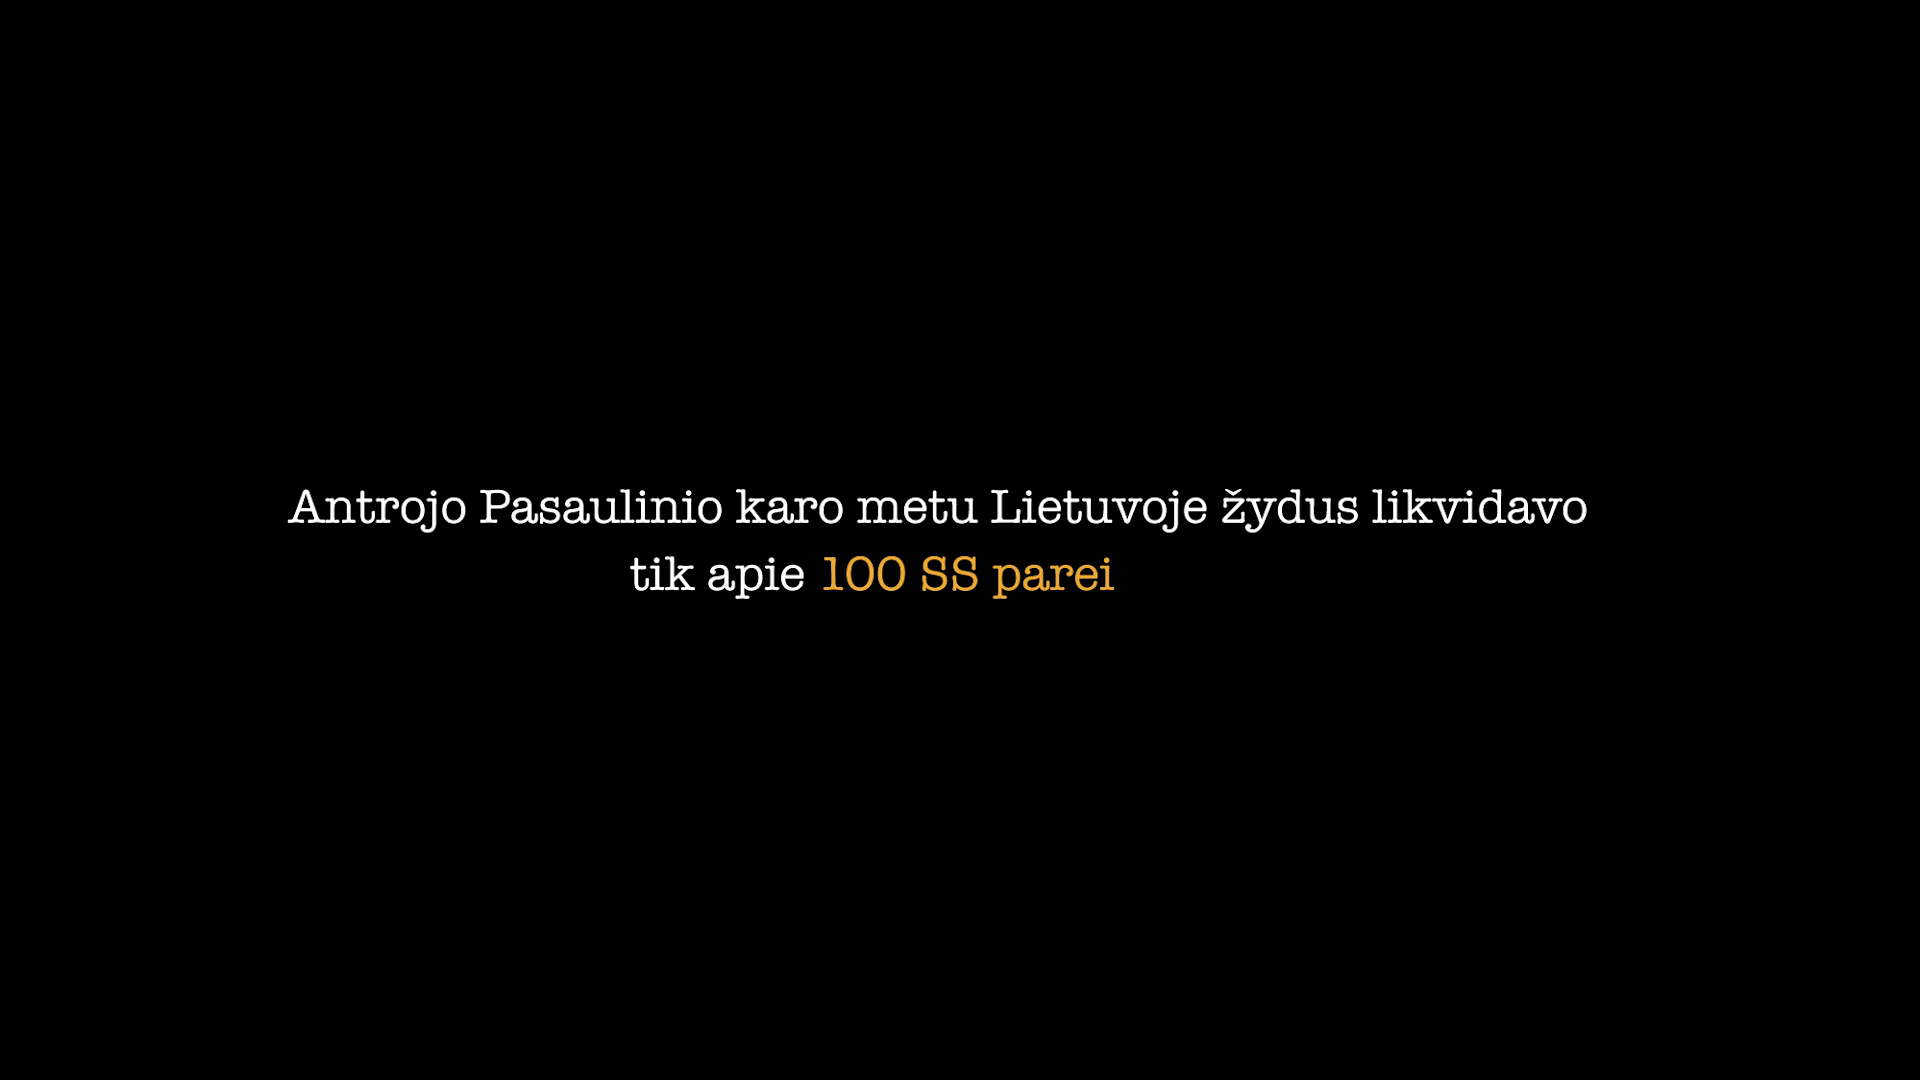 Antrojo Pasaulinio karo metu Lietuvoje žydus likvidavo
tik apie 100 SS parei